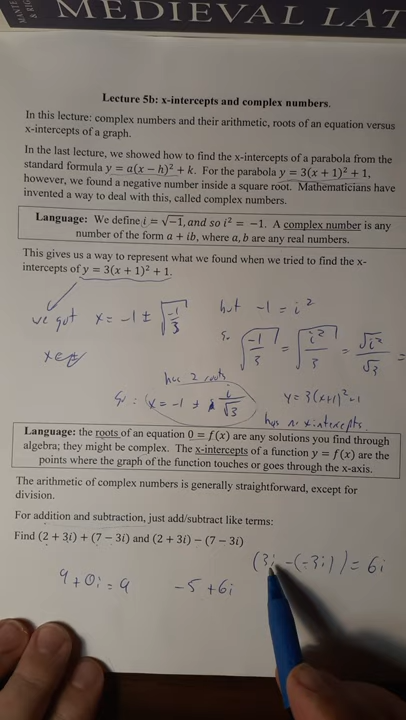 MEDIEVAL LAT
Lecture 5b: x-intercepts and complex numbers.
In this lecture: complex numbers and their arithmetic, roots of an equation versus
x-intercepts of a graph.
In the last lecture, we showed how to find the x-intercepts of a parabola from the
standard formula y = a(x − h)² + k. For the parabola y = 3(x + 1)² + 1,
however, we found a negative number inside a square root. Mathematicians have
invented a way to deal with this, called complex numbers.
Language: We define i = √−1, and so i² = −1. A complex number is any
number of the form a + ib, where a, b are any real numbers.
This gives us a way to represent what we found when we tried to find the x-
intercepts of y = 3(x + 1)² + 1.
we got x = −1 ± √(−1/3) but −1 = i²
So √(−1/3) = √(i²/3) = √i²/√3 =
has 2 roots
So: x = −1 ± i/√3 y = 3(x+1)²+1
has no x-intercepts.
Language: the roots of an equation 0 = f(x) are any solutions you find through
algebra; they might be complex. The x-intercepts of a function y = f(x) are the
points where the graph of the function touches or goes through the x-axis.
The arithmetic of complex numbers is generally straightforward, except for
division.
For addition and subtraction, just add/subtract like terms:
Find (2 + 3i) + (7 − 3i) and (2 + 3i) − (7 − 3i)
(3i − (−3i)) = 6i
9 + 0i = 9 −5 + 6i